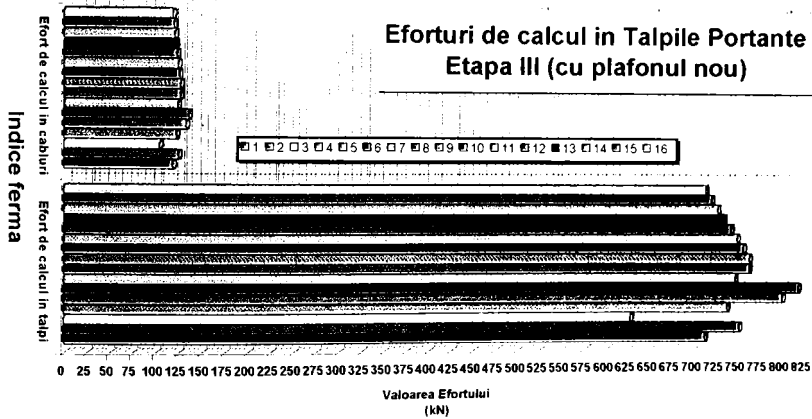 Eforturi de calcul in Talpile Portante
Etapa III (cu plafonul nou)
Indice ferma
Efort de calcul in cabluri
Efort de calcul in talpi
1 2 3 4 5 6 7 8 9 10 11 12 13 14 15 16
0 25 50 75 100 125 150 175 200 225 250 275 300 325 350 375 400 425 450 475 500 525 550 575 600 625 650 675 700 725 750 775 800 825
Valoarea Efortului
(kN)